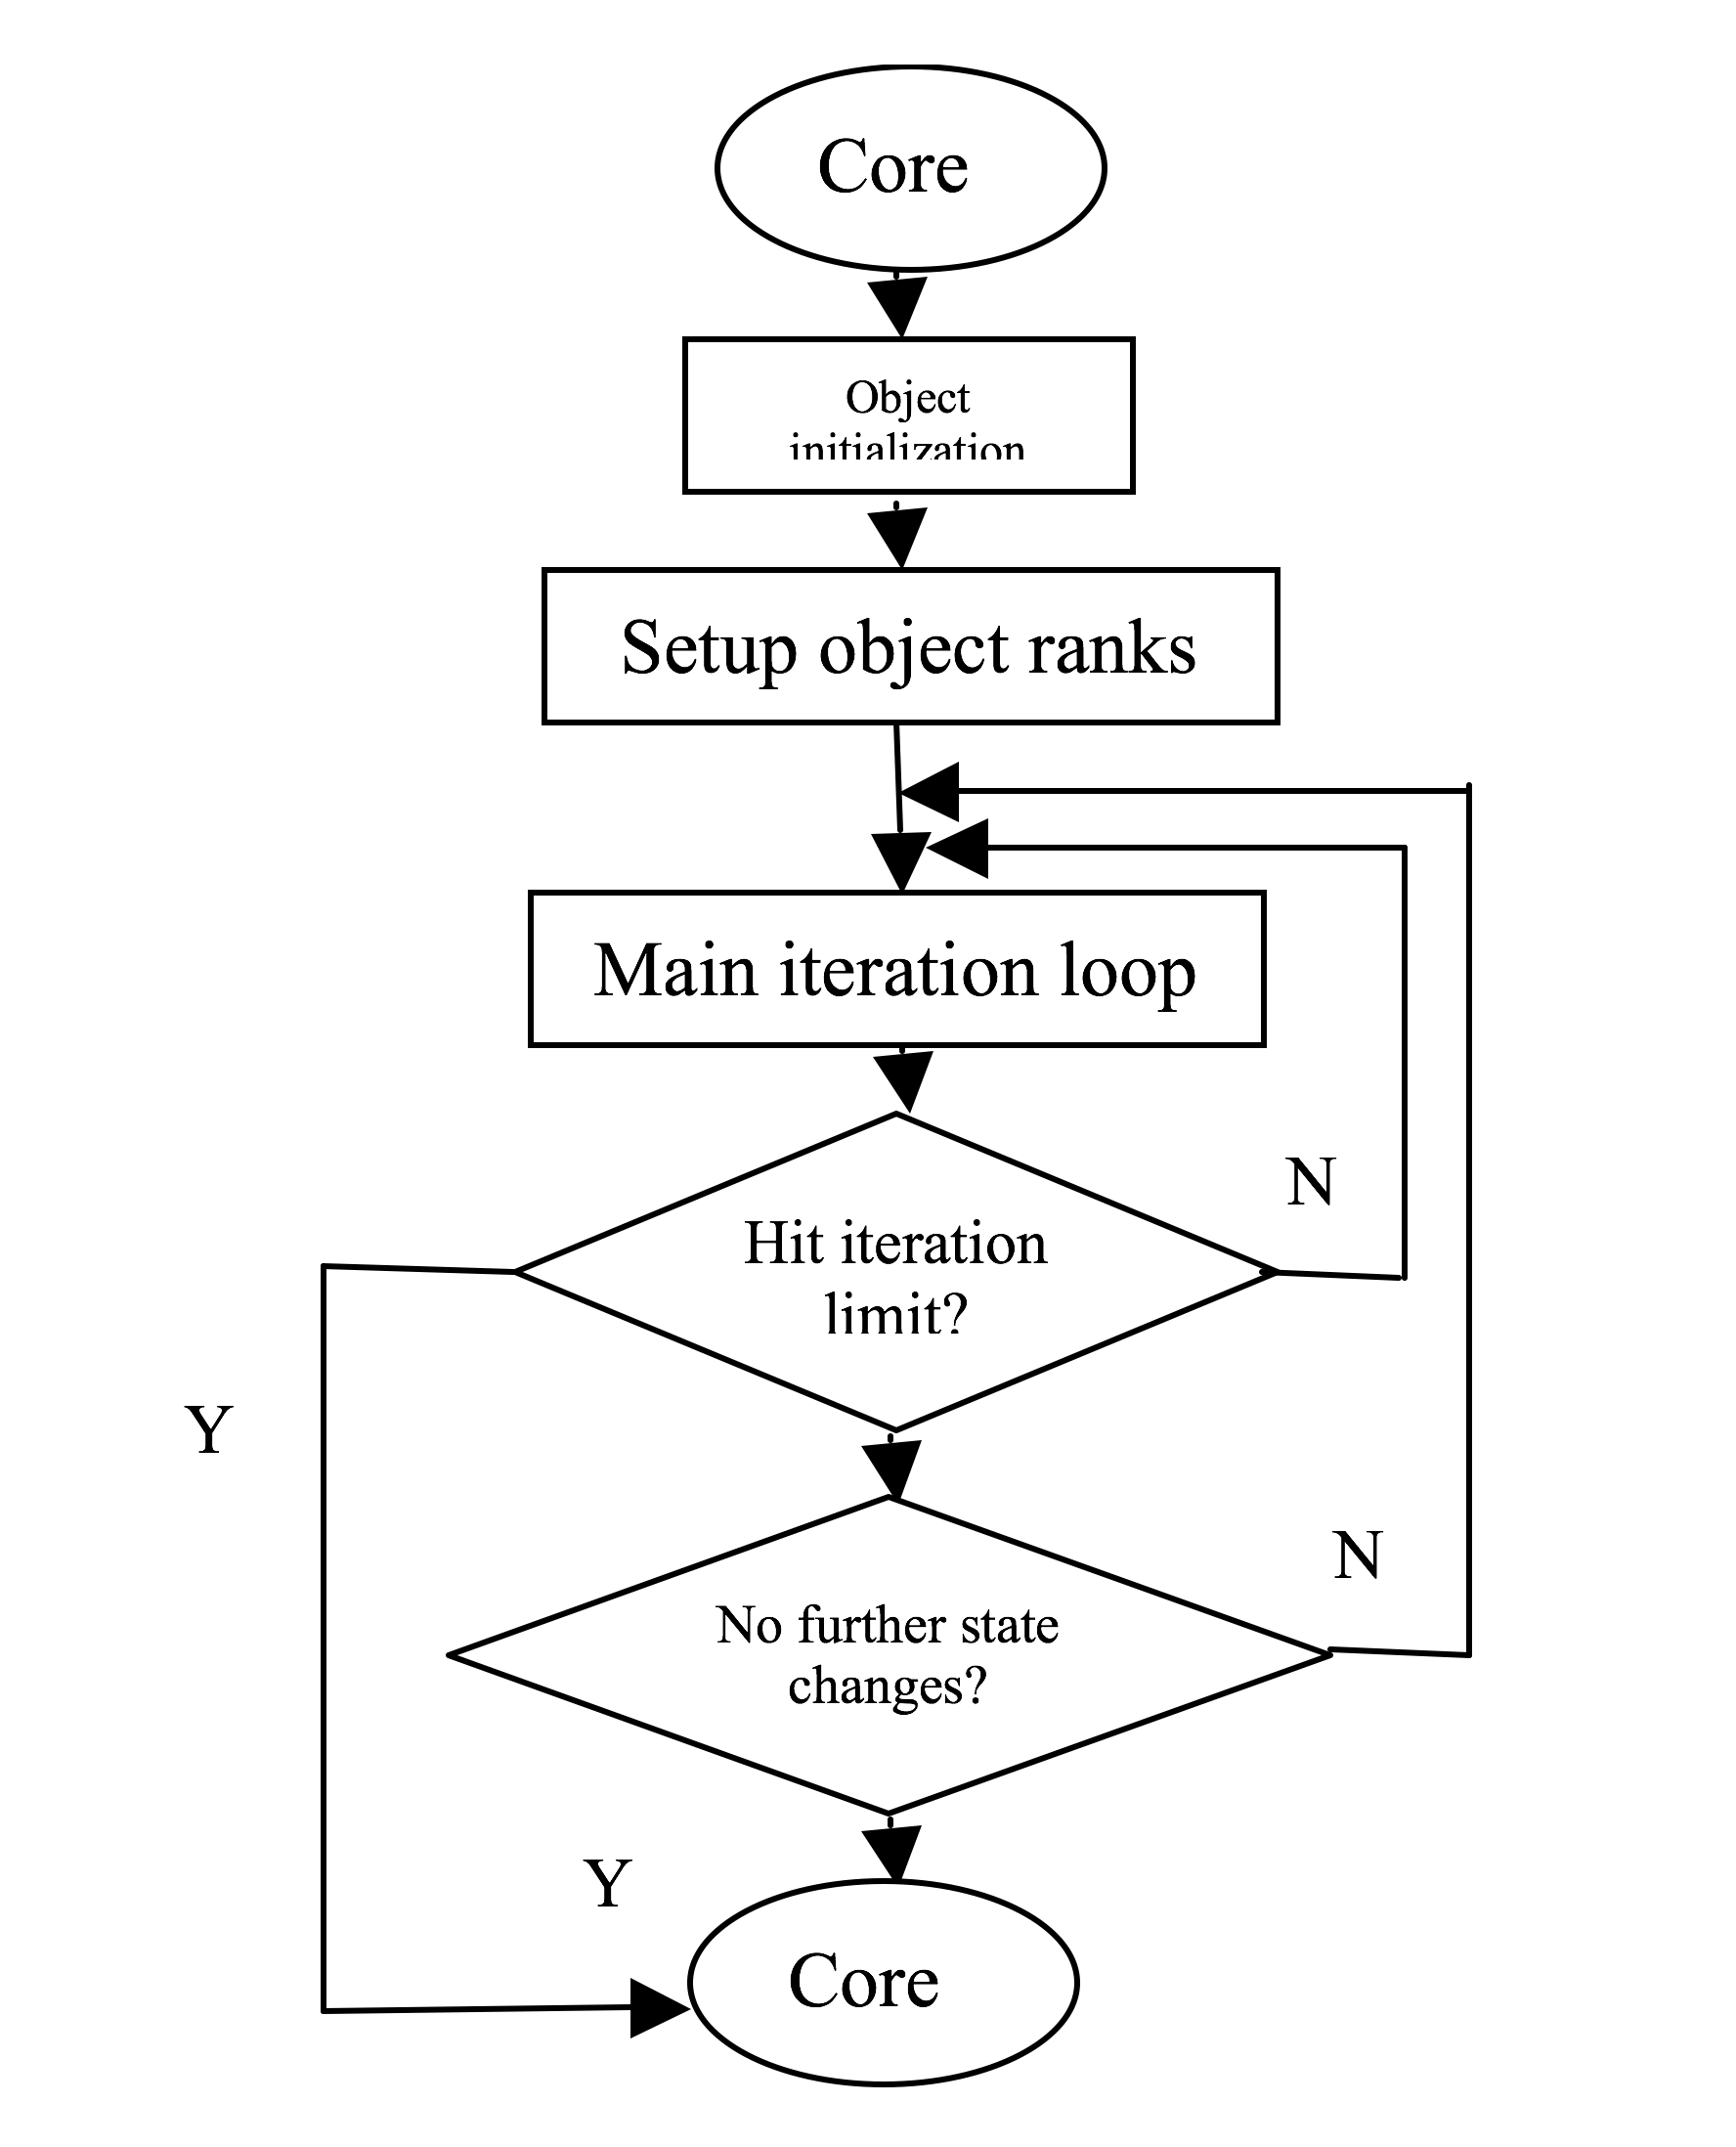 Core
Object
initialization
Setup object ranks
Main iteration loop
N
Hit iteration
limit?
Y
N
No further state
changes?
Y
Core